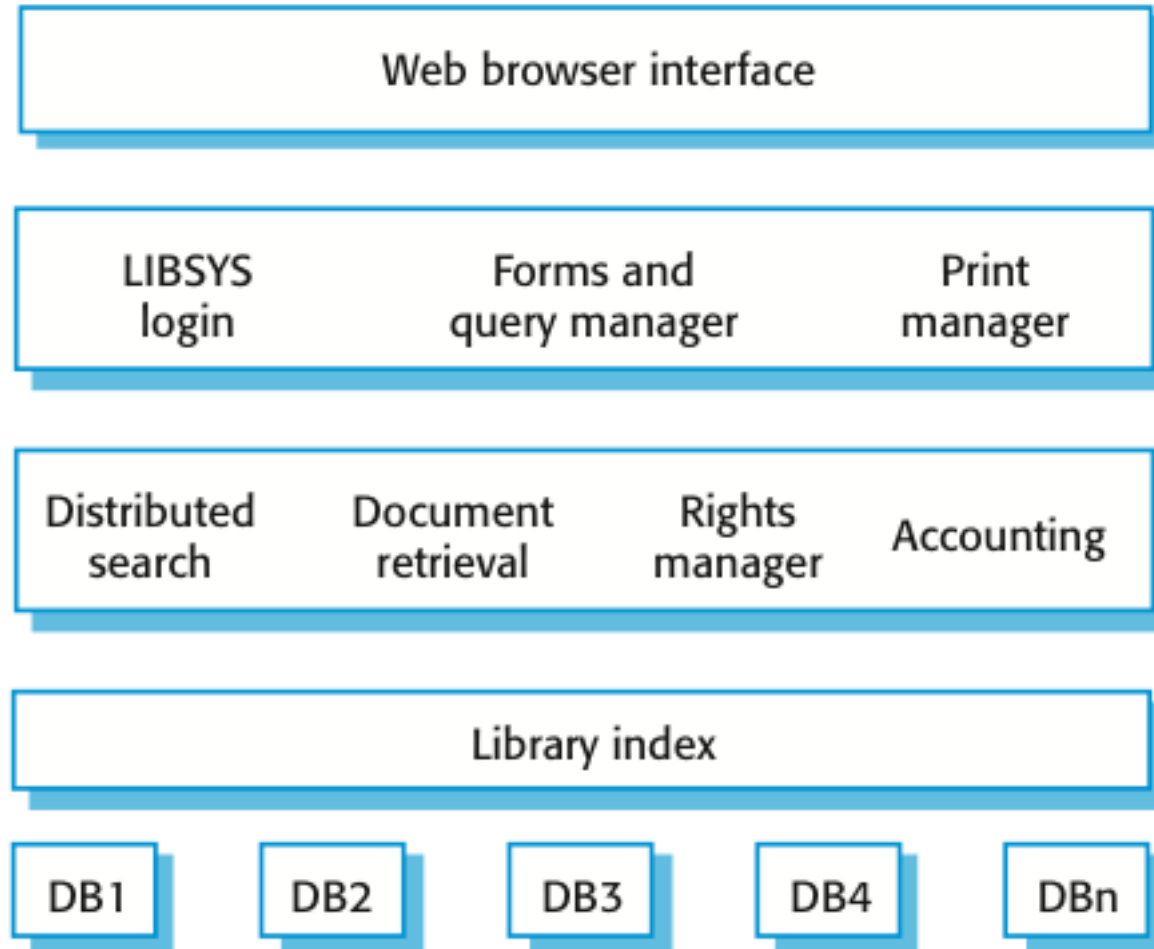 Web browser interface
LIBSYS
login
Forms and
query manager
Print
manager
Distributed
search
Document
retrieval
Rights
manager
Accounting
Library index
DB1
DB2
DB3
DB4
DBn